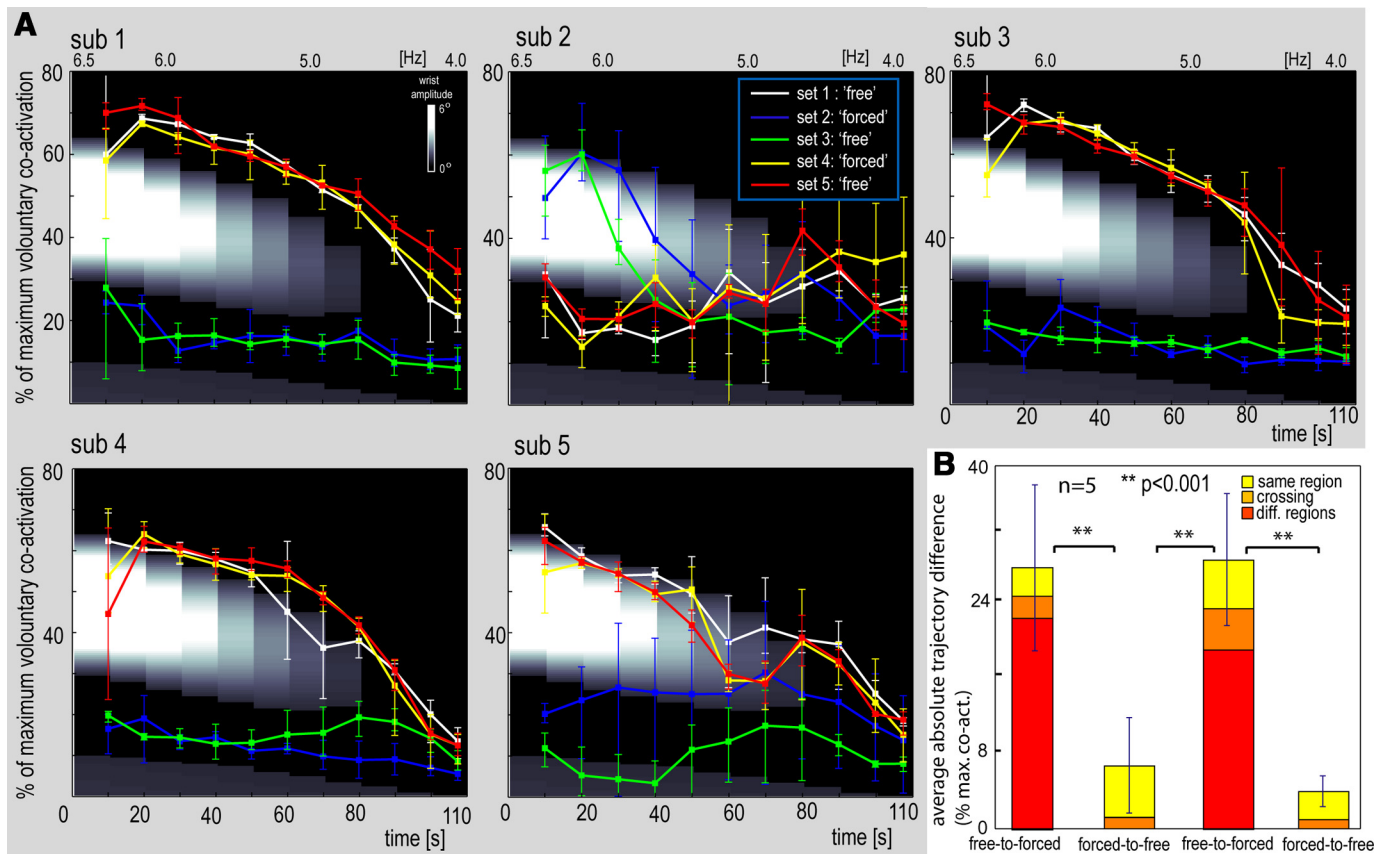 A
sub 1
sub 2
sub 3
6.5 6.0 5.0 [Hz] 4.0
6.5 6.0 5.0 [Hz] 4.0
6.5 6.0 5.0 [Hz] 4.0
% of maximum volountary co-activation
80
60
40
20
wrist
amplitude
6°
0°
80
60
40
20
set 1 : 'free'
set 2: 'forced'
set 3: 'free'
set 4: 'forced'
set 5: 'free'
80
40
0 20 40 60 80 110
time [s]
sub 4
sub 5
% of maximum volountary co-activation
80
40
0 20 40 60 80 110
time [s]
80
40
0 20 40 60 80 110
time [s]
B
average absolute trajectory difference
(% max. co-act.)
40
24
8
0
n=5 ** p<0.001
same region
crossing
diff. regions
** ** **
free-to-forced forced-to-free free-to-forced forced-to-free